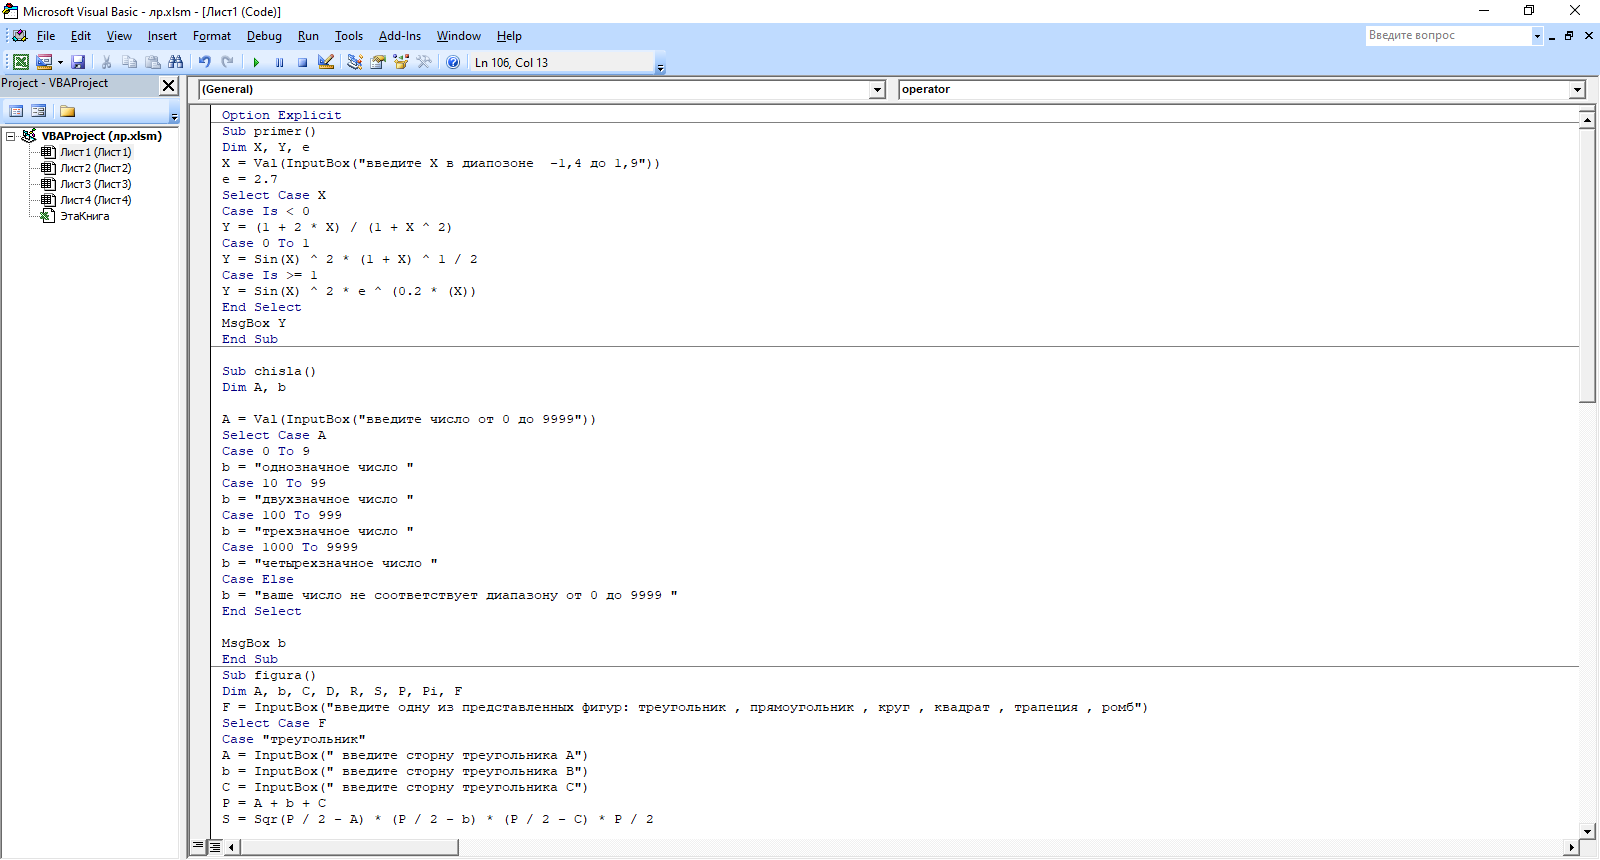 Microsoft Visual Basic - лр.xlsm - [Лист1 (Code)]
File Edit View Insert Format Debug Run Tools Add-Ins Window Help
Введите вопрос
Ln 106, Col 13
Project - VBAProject
(General)
operator
VBAProject (лр.xlsm)
Лист1 (Лист1)
Лист2 (Лист2)
Лист3 (Лист3)
Лист4 (Лист4)
ЭтаКнига
Option Explicit
Sub primer()
Dim X, Y, e
X = Val(InputBox("введите X в диапозоне  -1,4 до 1,9"))
e = 2.7
Select Case X
Case Is < 0
Y = (1 + 2 * X) / (1 + X ^ 2)
Case 0 To 1
Y = Sin(X) ^ 2 * (1 + X) ^ 1 / 2
Case Is >= 1
Y = Sin(X) ^ 2 * e ^ (0.2 * (X))
End Select
MsgBox Y
End Sub
Sub chisla()
Dim A, b
A = Val(InputBox("введите число от 0 до 9999"))
Select Case A
Case 0 To 9
b = "однозначное число "
Case 10 To 99
b = "двухзначное число "
Case 100 To 999
b = "трехзначное число "
Case 1000 To 9999
b = "четырехзначное число "
Case Else
b = "ваше число не соответствует диапазону от 0 до 9999 "
End Select
MsgBox b
End Sub
Sub figura()
Dim A, b, C, D, R, S, P, Pi, F
F = InputBox("введите одну из представленных фигур: треугольник , прямоугольник , круг , квадрат , трапеция , ромб")
Select Case F
Case "треугольник"
A = InputBox(" введите сторну треугольника A")
b = InputBox(" введите сторну треугольника B")
C = InputBox(" введите сторну треугольника C")
P = A + b + C
S = Sqr(P / 2 - A) * (P / 2 - b) * (P / 2 - C) * P / 2